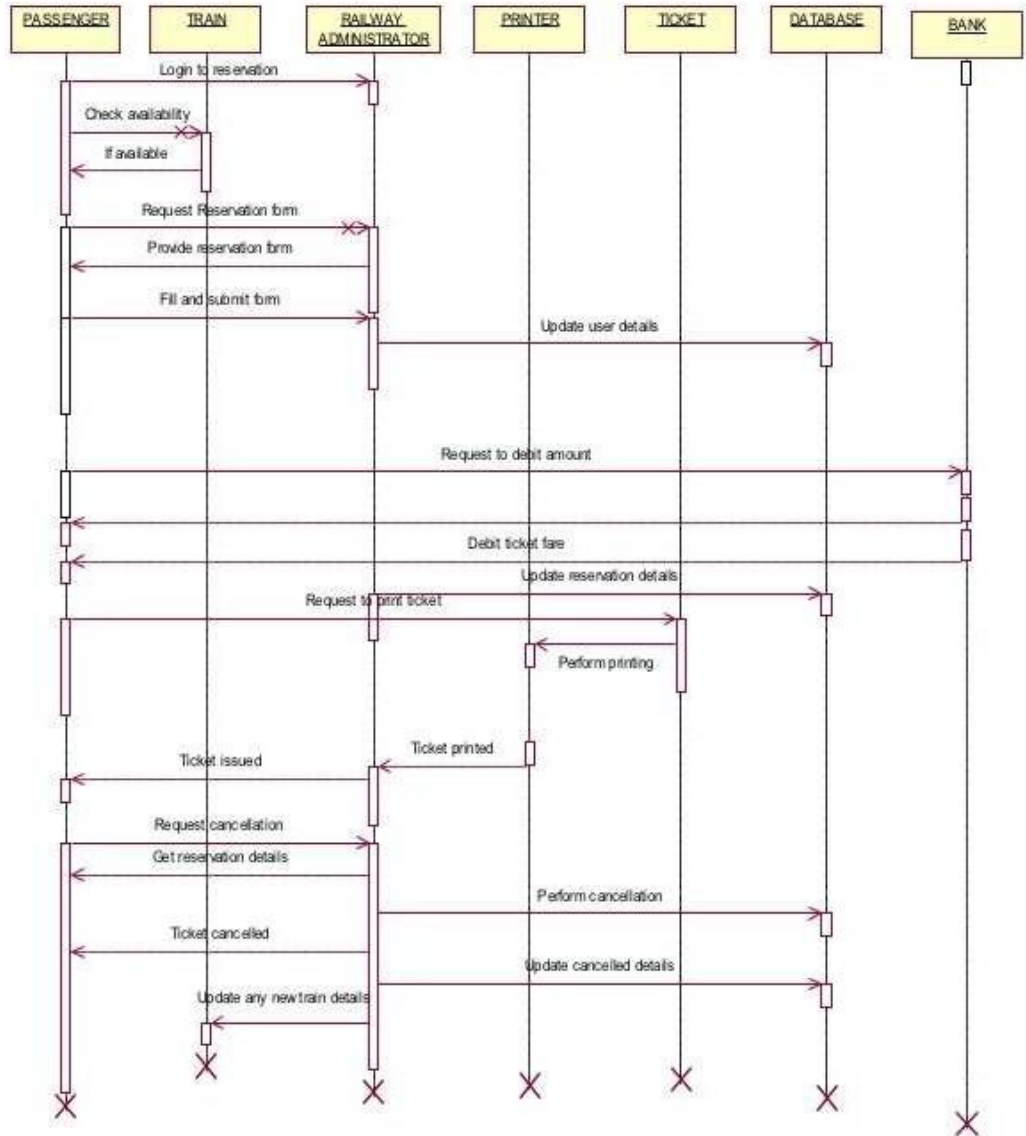 PASSENGER
TRAIN
RAILWAY
ADMINISTRATOR
PRINTER
TICKET
DATABASE
BANK
Login to reservation
Check availability
If available
Request Reservation form
Provide reservation form
Fill and submit form
Update user details
Request to debit amount
Debit ticket fare
Update reservation details
Request to print ticket
Perform printing
Ticket printed
Ticket issued
Request cancellation
Get reservation details
Perform cancellation
Ticket cancelled
Update cancelled details
Update any new train details